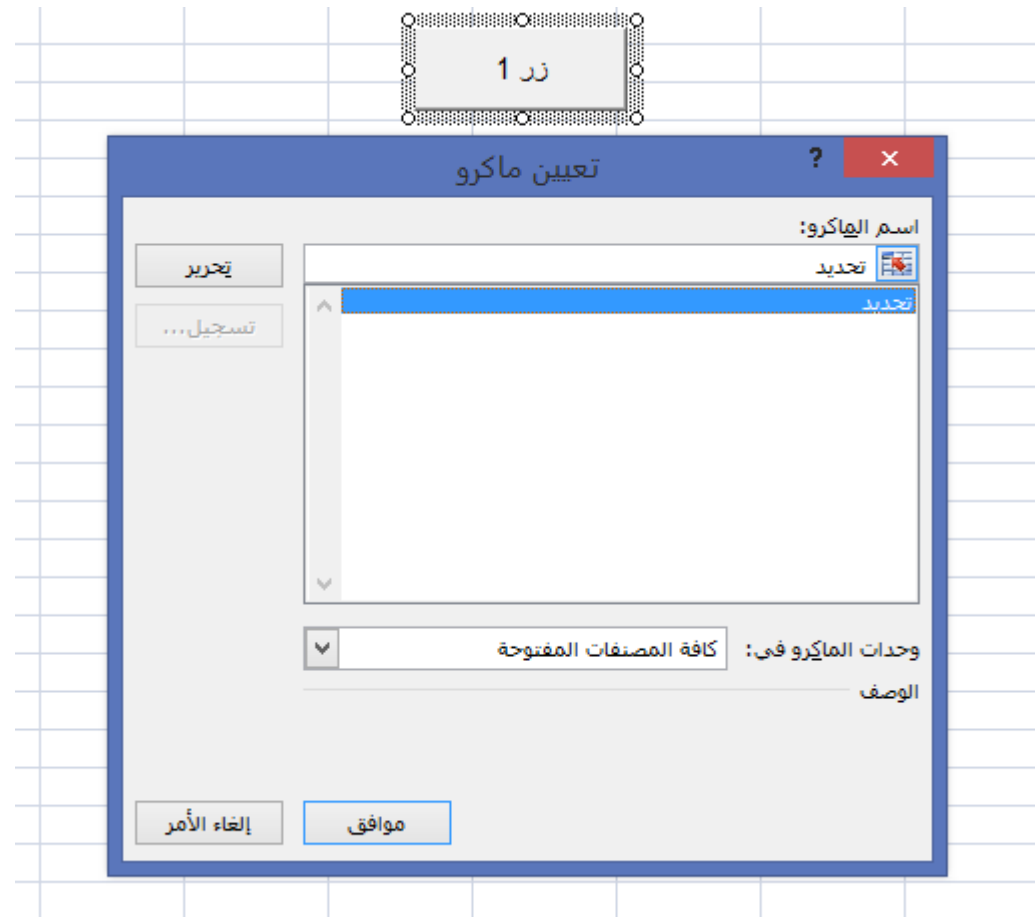 زر 1
تعيين ماكرو
?
اسم الماكرو:
تحديد
تحرير
تحديد
تسجيل...
وحدات الماكرو في:
كافة المصنفات المفتوحة
الوصف
موافق
إلغاء الأمر